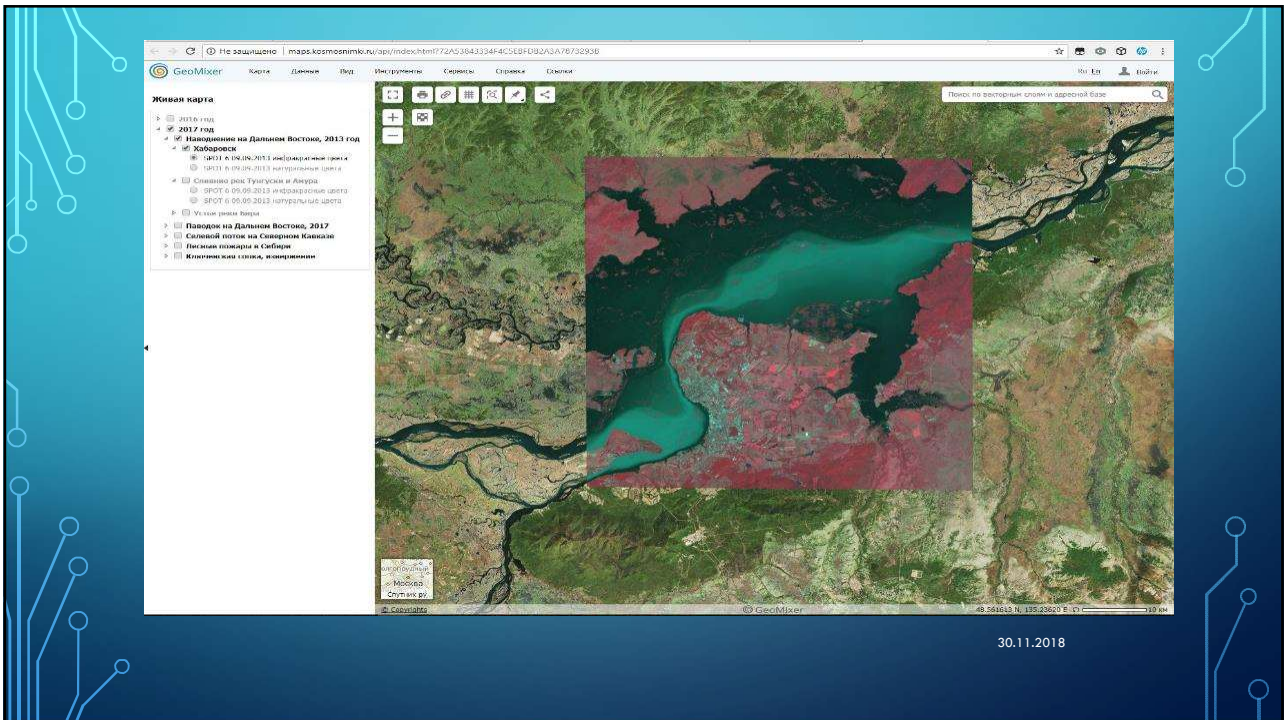 Не защищено | maps.kosmosnimki.ru/api/index.html?72A53843334F4C5EBFDB2A3A7873293B
GeoMixer Карта Данные Вид Инструменты Сервисы Справка Ссылки Ru En Войти
Живая карта
Поиск по векторным слоям и адресной базе
2016 год
2017 год
Наводнение на Дальнем Востоке, 2013 год
Хабаровск
SPOT 6 09.09.2013 инфракрасные цвета
SPOT 6 09.09.2013 натуральные цвета
Слияние рек Тунгуски и Амура
SPOT 6 09.09.2013 инфракрасные цвета
SPOT 6 09.09.2013 натуральные цвета
Устье реки
Паводок на Дальнем Востоке, 2017
Селевой поток на Северном Кавказе
Лесные пожары в Сибири
Ключевская сопка, извержении
олгопрудный
Москва
Спутник ру
© Copyrights
© GeoMixer
48.561613 N, 135.23620 E
10 км
30.11.2018